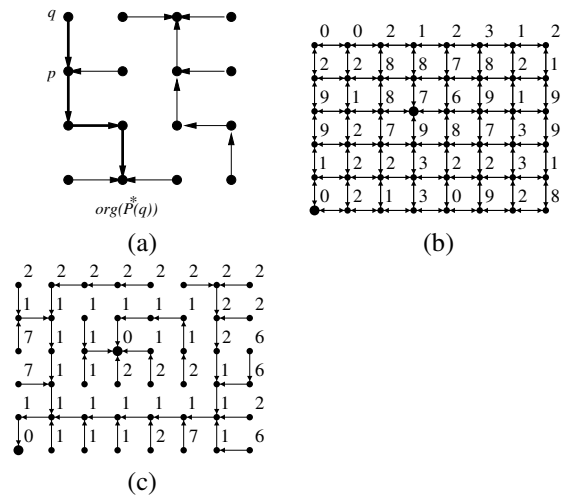 q
p
org(P*(q))
(a)
0 0 2 1 2 3 1 2
2 2 8 8 7 8 2 1
9 1 8 7 6 9 1 9
9 2 7 9 8 7 3 9
1 2 2 3 2 2 3 1
0 2 1 3 0 9 2 8
(b)
2 2 2 2 2 2 2 2
1 1 1 1 1 1 2 2
7 1 1 0 1 1 2 6
7 1 1 2 2 2 1 6
1 1 1 1 1 1 1 2
0 1 1 1 2 7 1 6
(c)